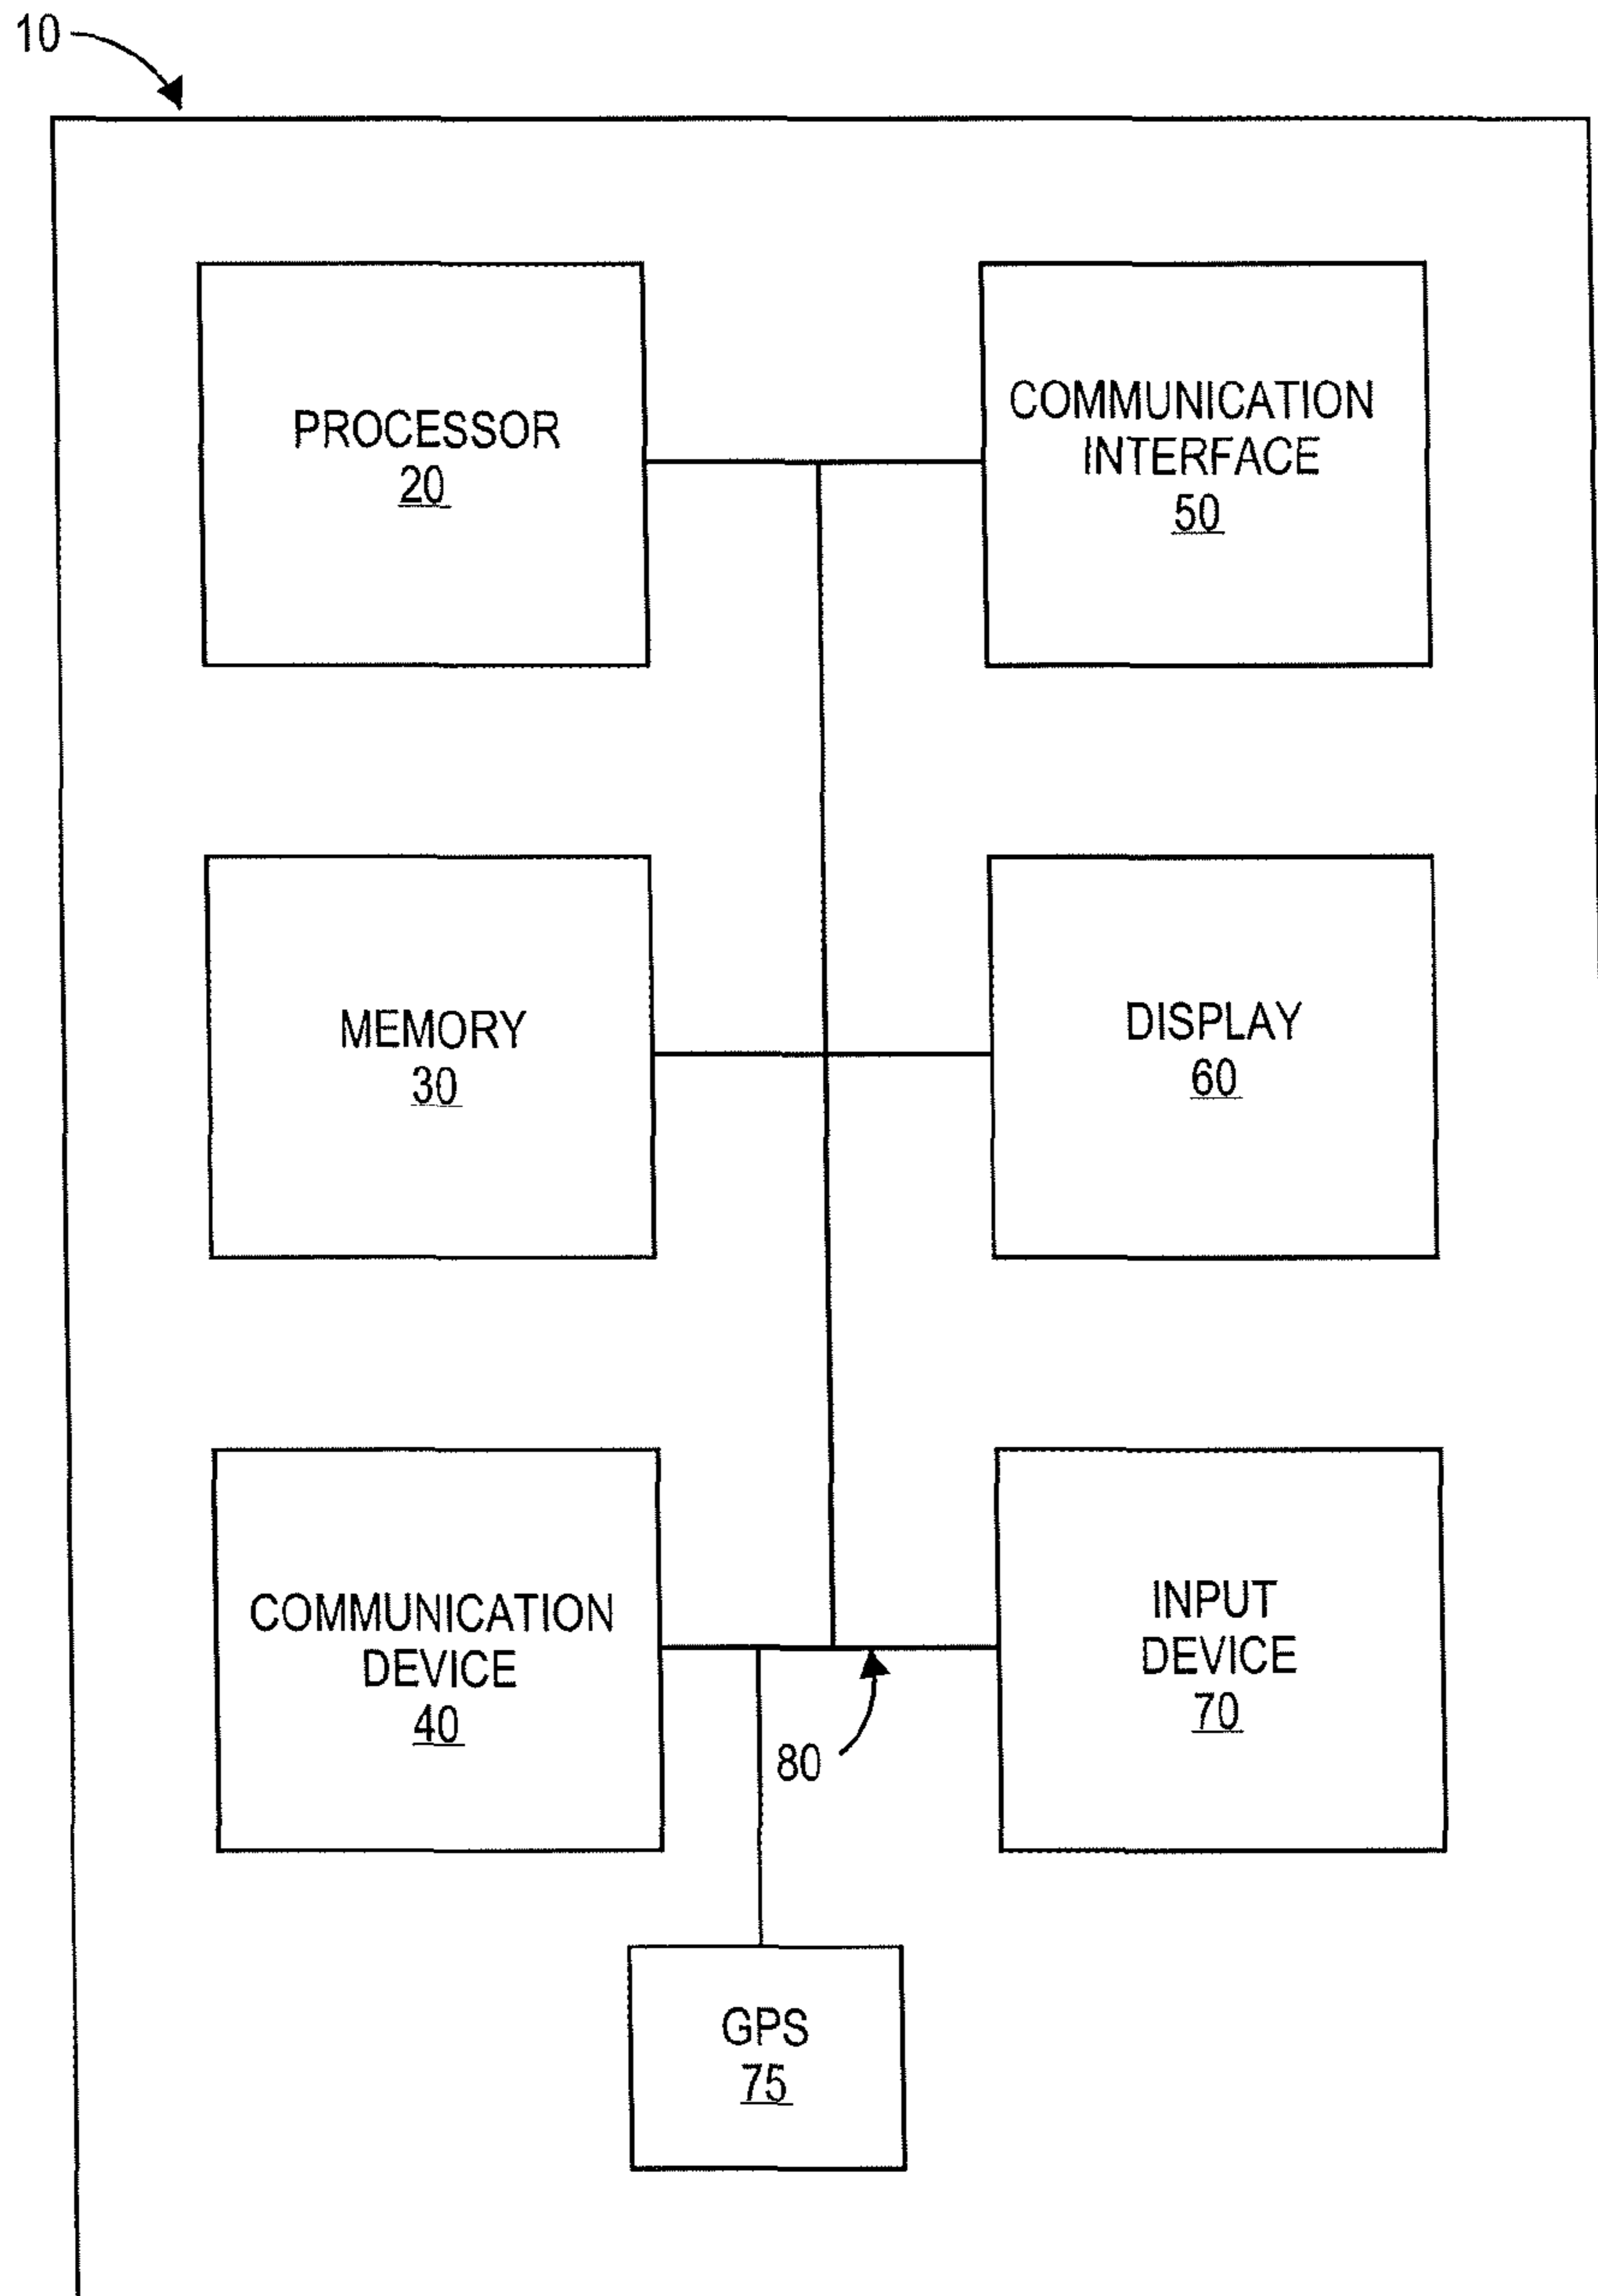 10
PROCESSOR
20
COMMUNICATION
INTERFACE
50
MEMORY
30
DISPLAY
60
COMMUNICATION
DEVICE
40
INPUT
DEVICE
70
80
GPS
75